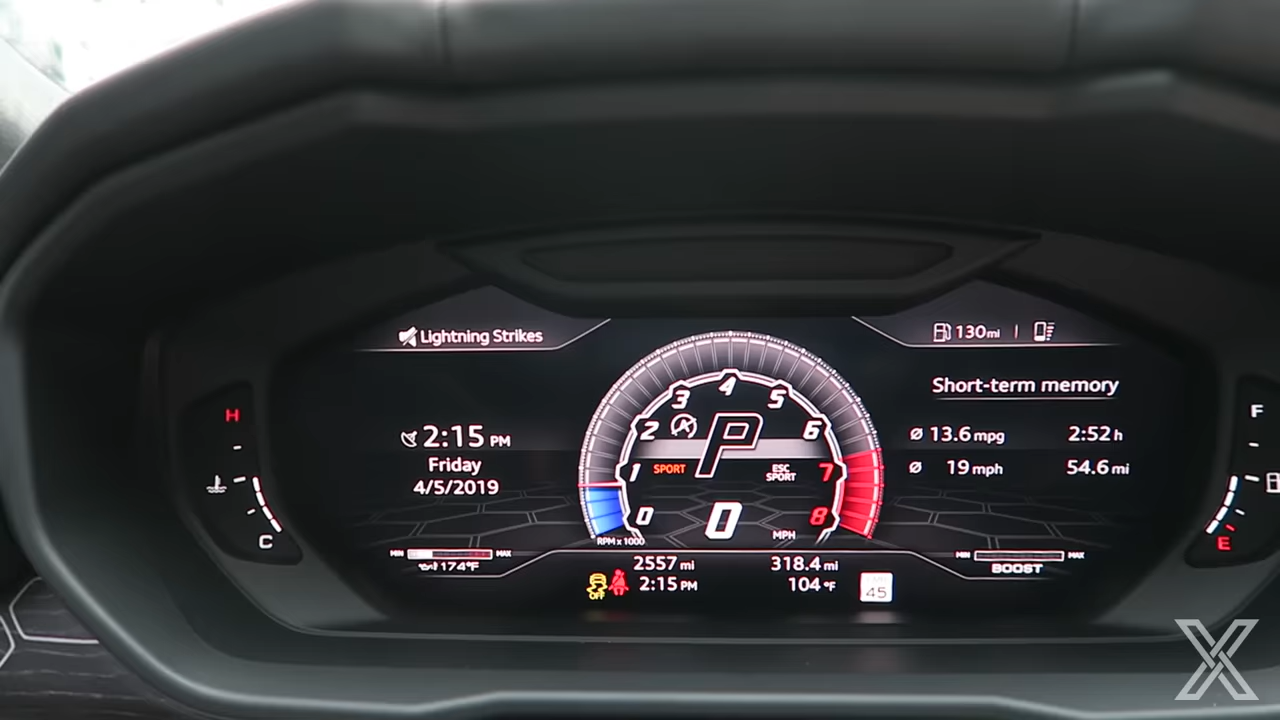 Lightning Strikes
130 mi
Short-term memory
2:15 PM
Friday
4/5/2019
Ø 13.6 mpg 2:52 h
Ø 19 mph 54.6 mi
H
C
F
E
0 1 2 3 4 5 6 7 8
P
SPORT
ESC
SPORT
0
MPH
RPM x 1000
MIN MAX
174°F
2557 mi 318.4 mi
OFF
2:15 PM 104 °F
45
MIN MAX
BOOST
X